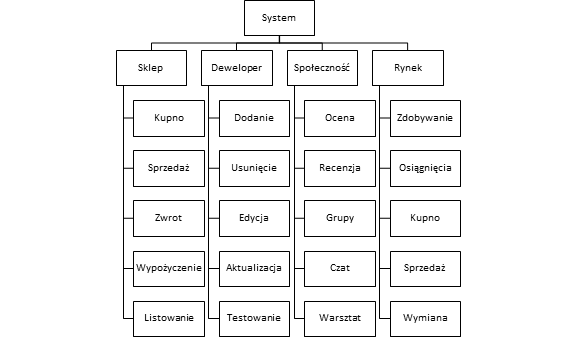 System
Sklep
Deweloper
Społeczność
Rynek
Kupno
Dodanie
Ocena
Zdobywanie
Sprzedaż
Usunięcie
Recenzja
Osiągnięcia
Zwrot
Edycja
Grupy
Kupno
Wypożyczenie
Aktualizacja
Czat
Sprzedaż
Listowanie
Testowanie
Warsztat
Wymiana